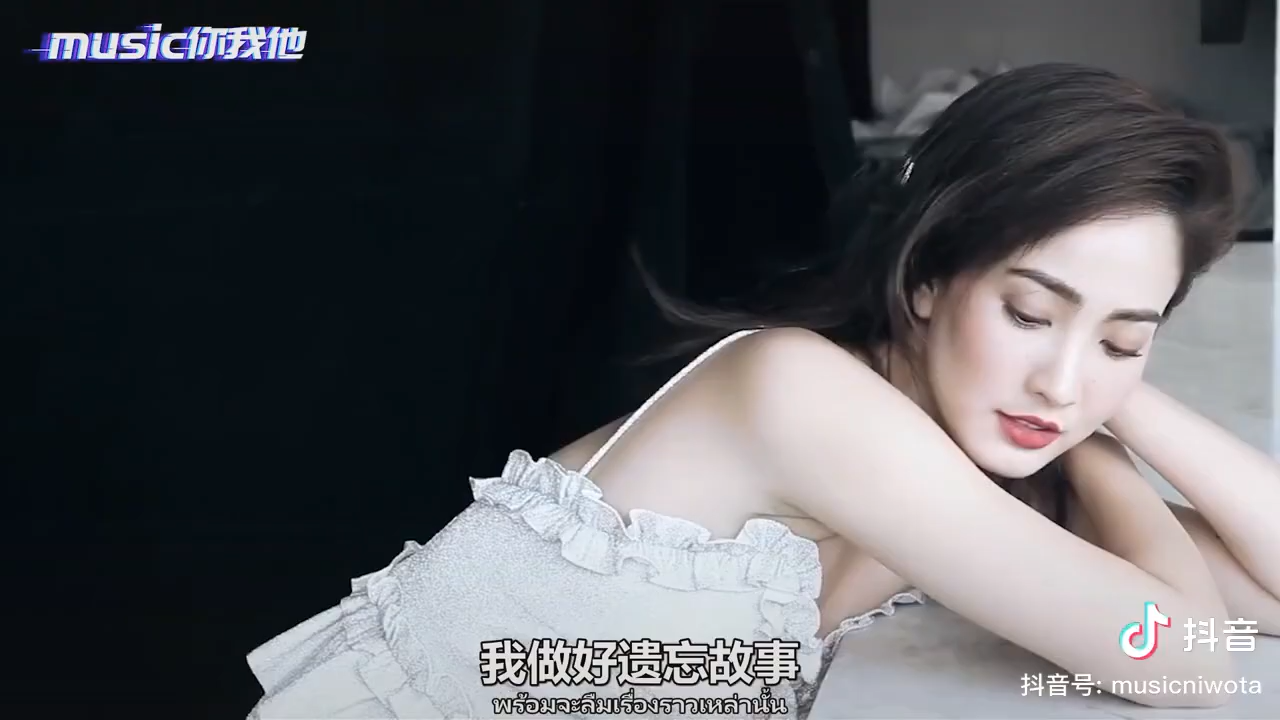 music你我他
我做好遗忘故事
พร้อมจะลืมเรื่องราวเหล่านั้น
抖音
抖音号: musicniwota